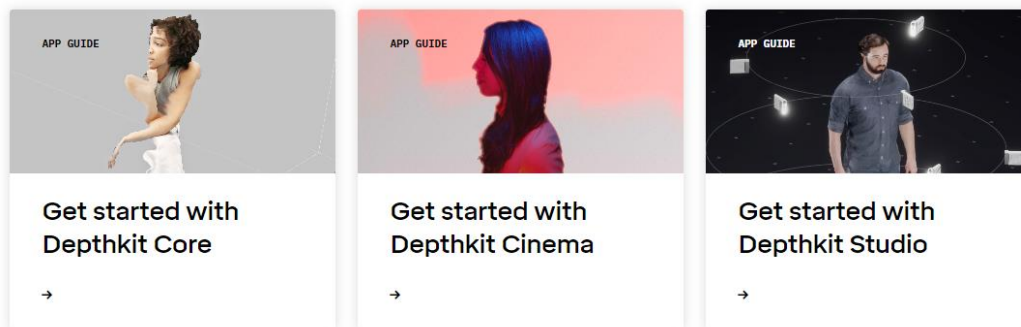 APP GUIDE
Get started with
Depthkit Core
→
APP GUIDE
Get started with
Depthkit Cinema
→
APP GUIDE
Get started with
Depthkit Studio
→